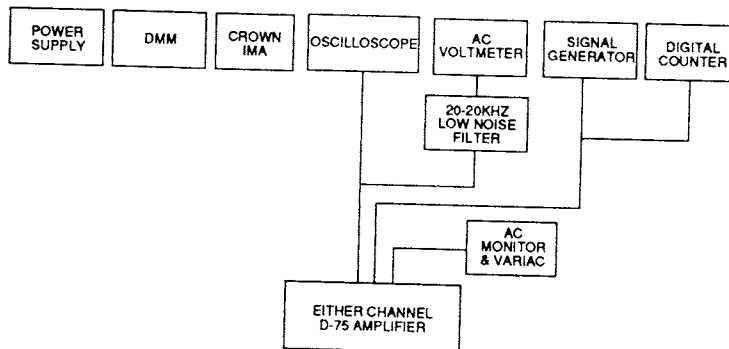 POWER
SUPPLY
DMM
CROWN
IMA
OSCILLOSCOPE
AC
VOLTMETER
SIGNAL
GENERATOR
DIGITAL
COUNTER
20-20KHZ
LOW NOISE
FILTER
AC
MONITOR
& VARIAC
EITHER CHANNEL
D-75 AMPLIFIER